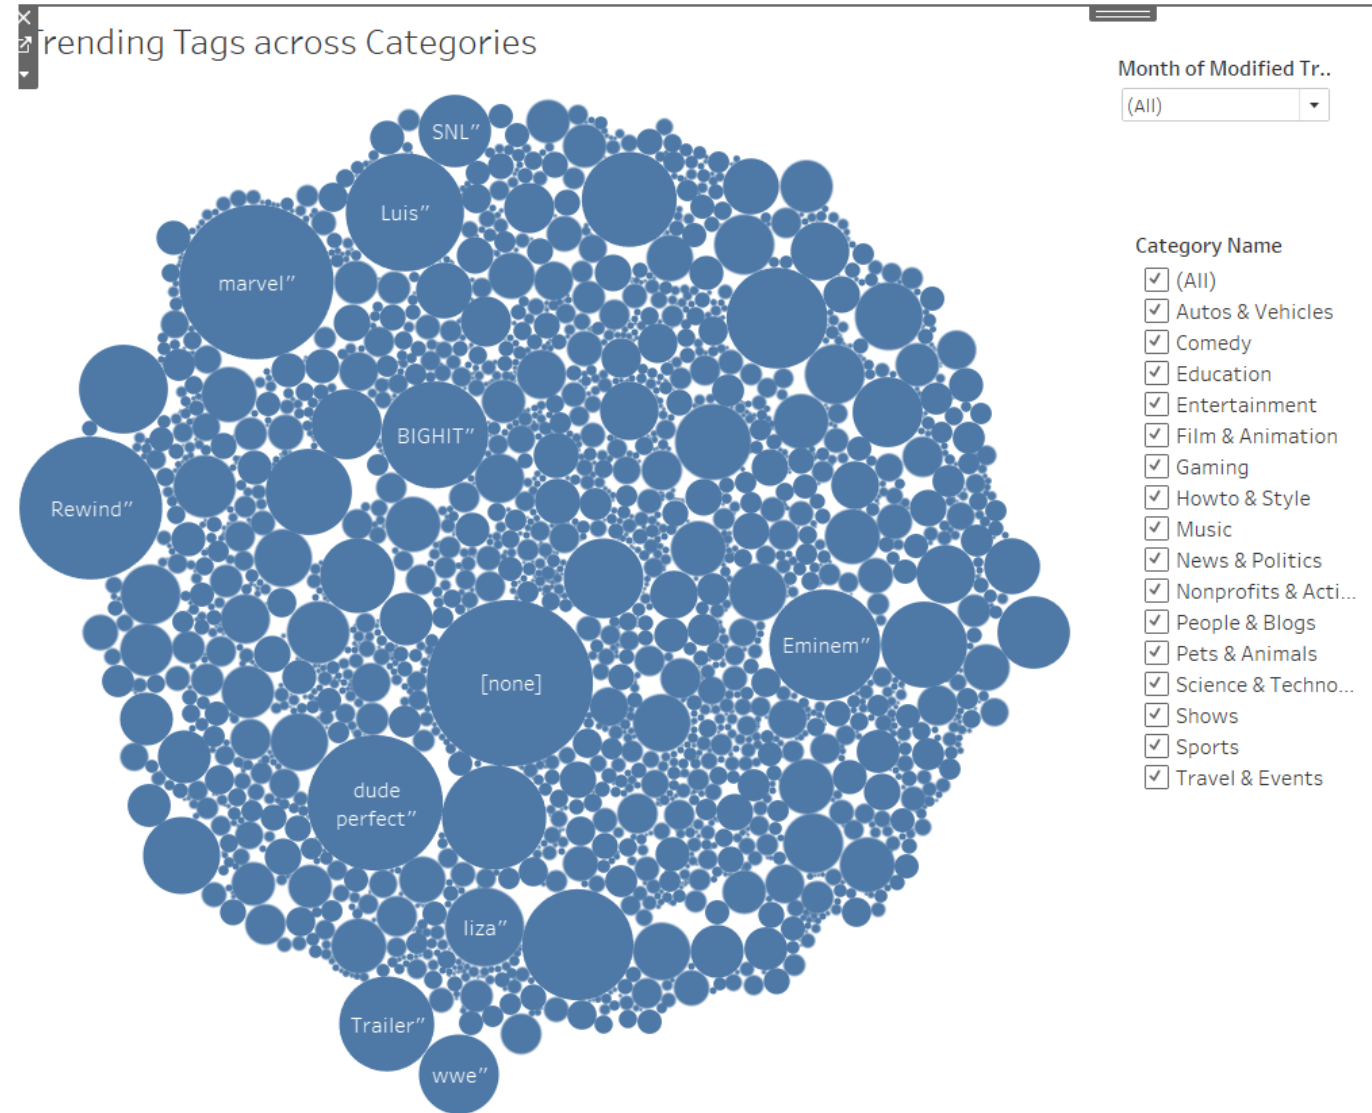 Trending Tags across Categories
Month of Modified Tr..
(All)
SNL”
Luis”
marvel”
BIGHIT”
Rewind”
Eminem”
[none]
dude
perfect”
liza”
Trailer”
wwe”
Category Name
(All)
Autos & Vehicles
Comedy
Education
Entertainment
Film & Animation
Gaming
Howto & Style
Music
News & Politics
Nonprofits & Acti...
People & Blogs
Pets & Animals
Science & Techno...
Shows
Sports
Travel & Events